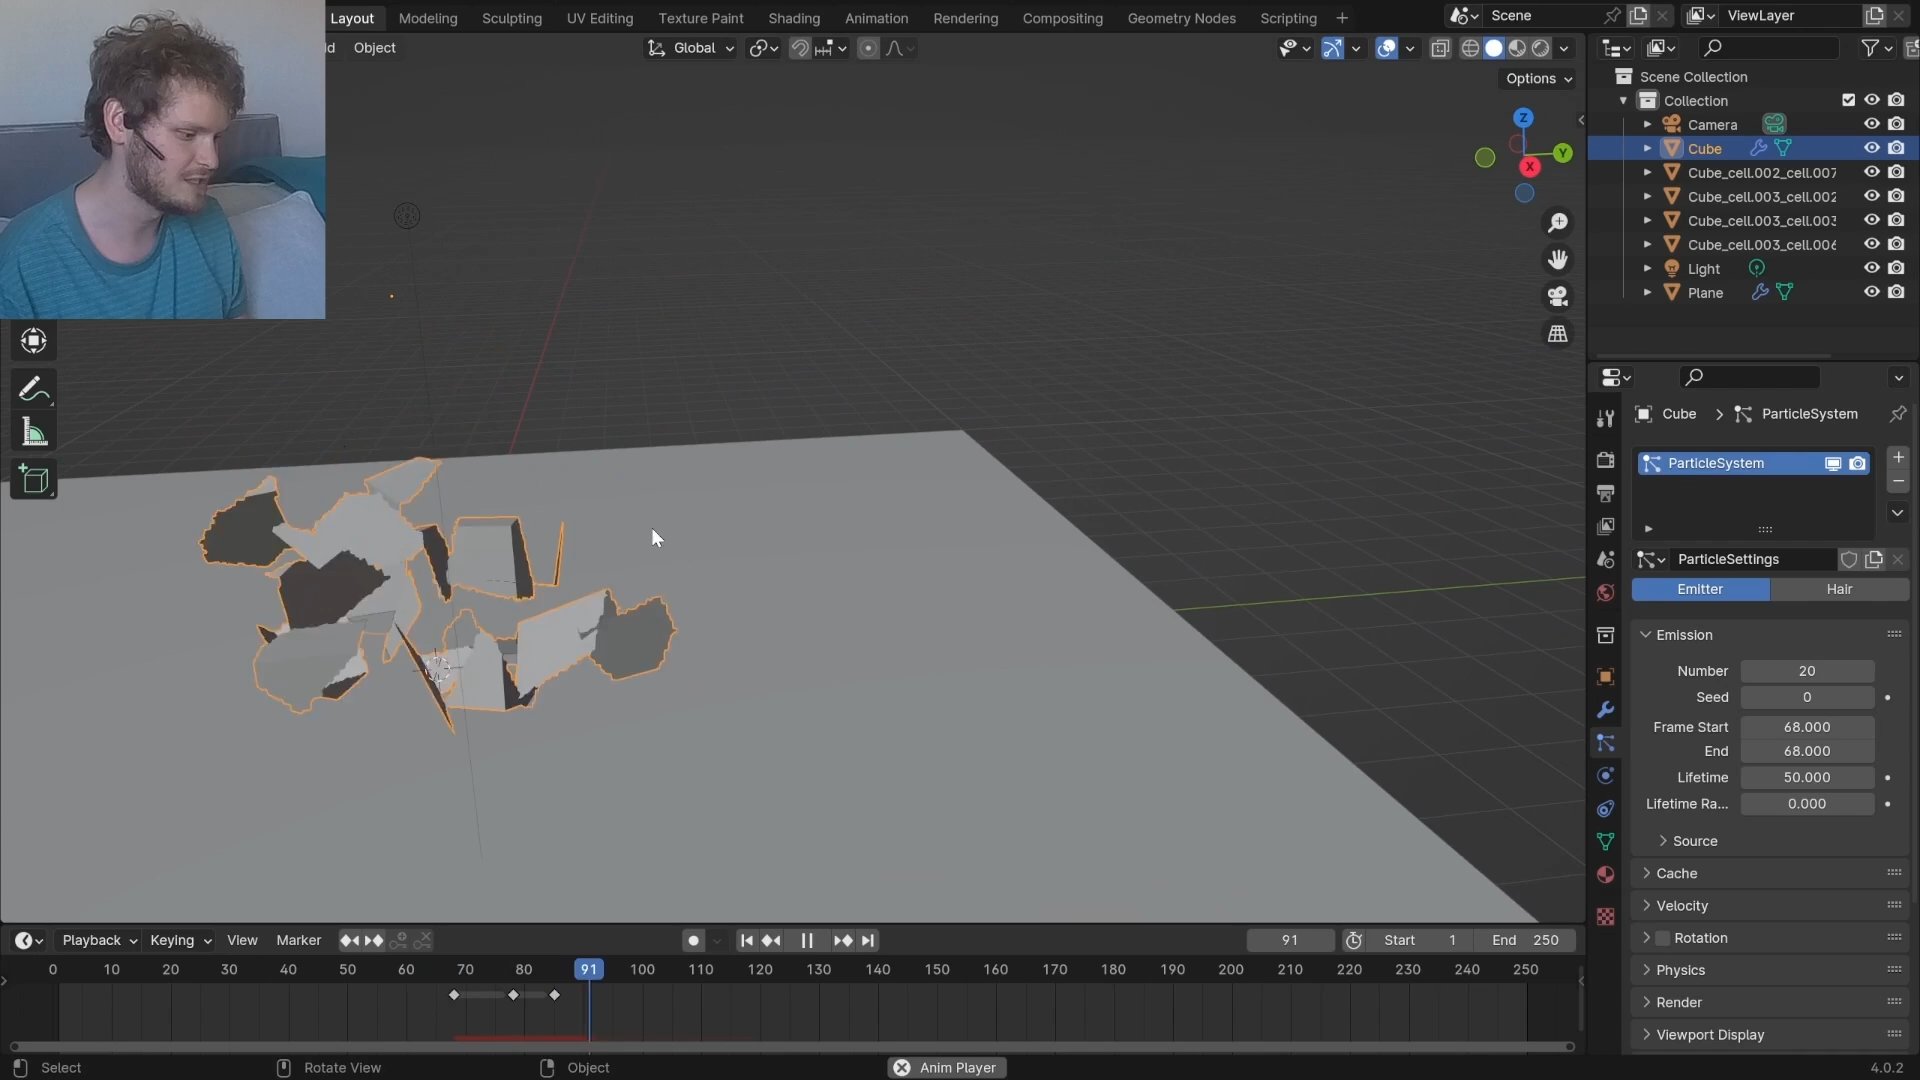 Layout Modeling Sculpting UV Editing Texture Paint Shading Animation Rendering Compositing Geometry Nodes Scripting + Scene ViewLayer
Object Global
Options
Z
Y
X
Scene Collection
Collection
Camera
Cube
Cube_cell.002_cell.007
Cube_cell.003_cell.002
Cube_cell.003_cell.003
Cube_cell.003_cell.006
Light
Plane
Cube > ParticleSystem
ParticleSystem
ParticleSettings
Emitter Hair
Emission
Number 20
Seed 0
Frame Start 68.000
End 68.000
Lifetime 50.000
Lifetime Ra... 0.000
Source
Cache
Velocity
Rotation
Physics
Render
Viewport Display
Playback Keying View Marker 91 Start 1 End 250
0 10 20 30 40 50 60 70 80 91 100 110 120 130 140 150 160 170 180 190 200 210 220 230 240 250
Select Rotate View Object Anim Player 4.0.2